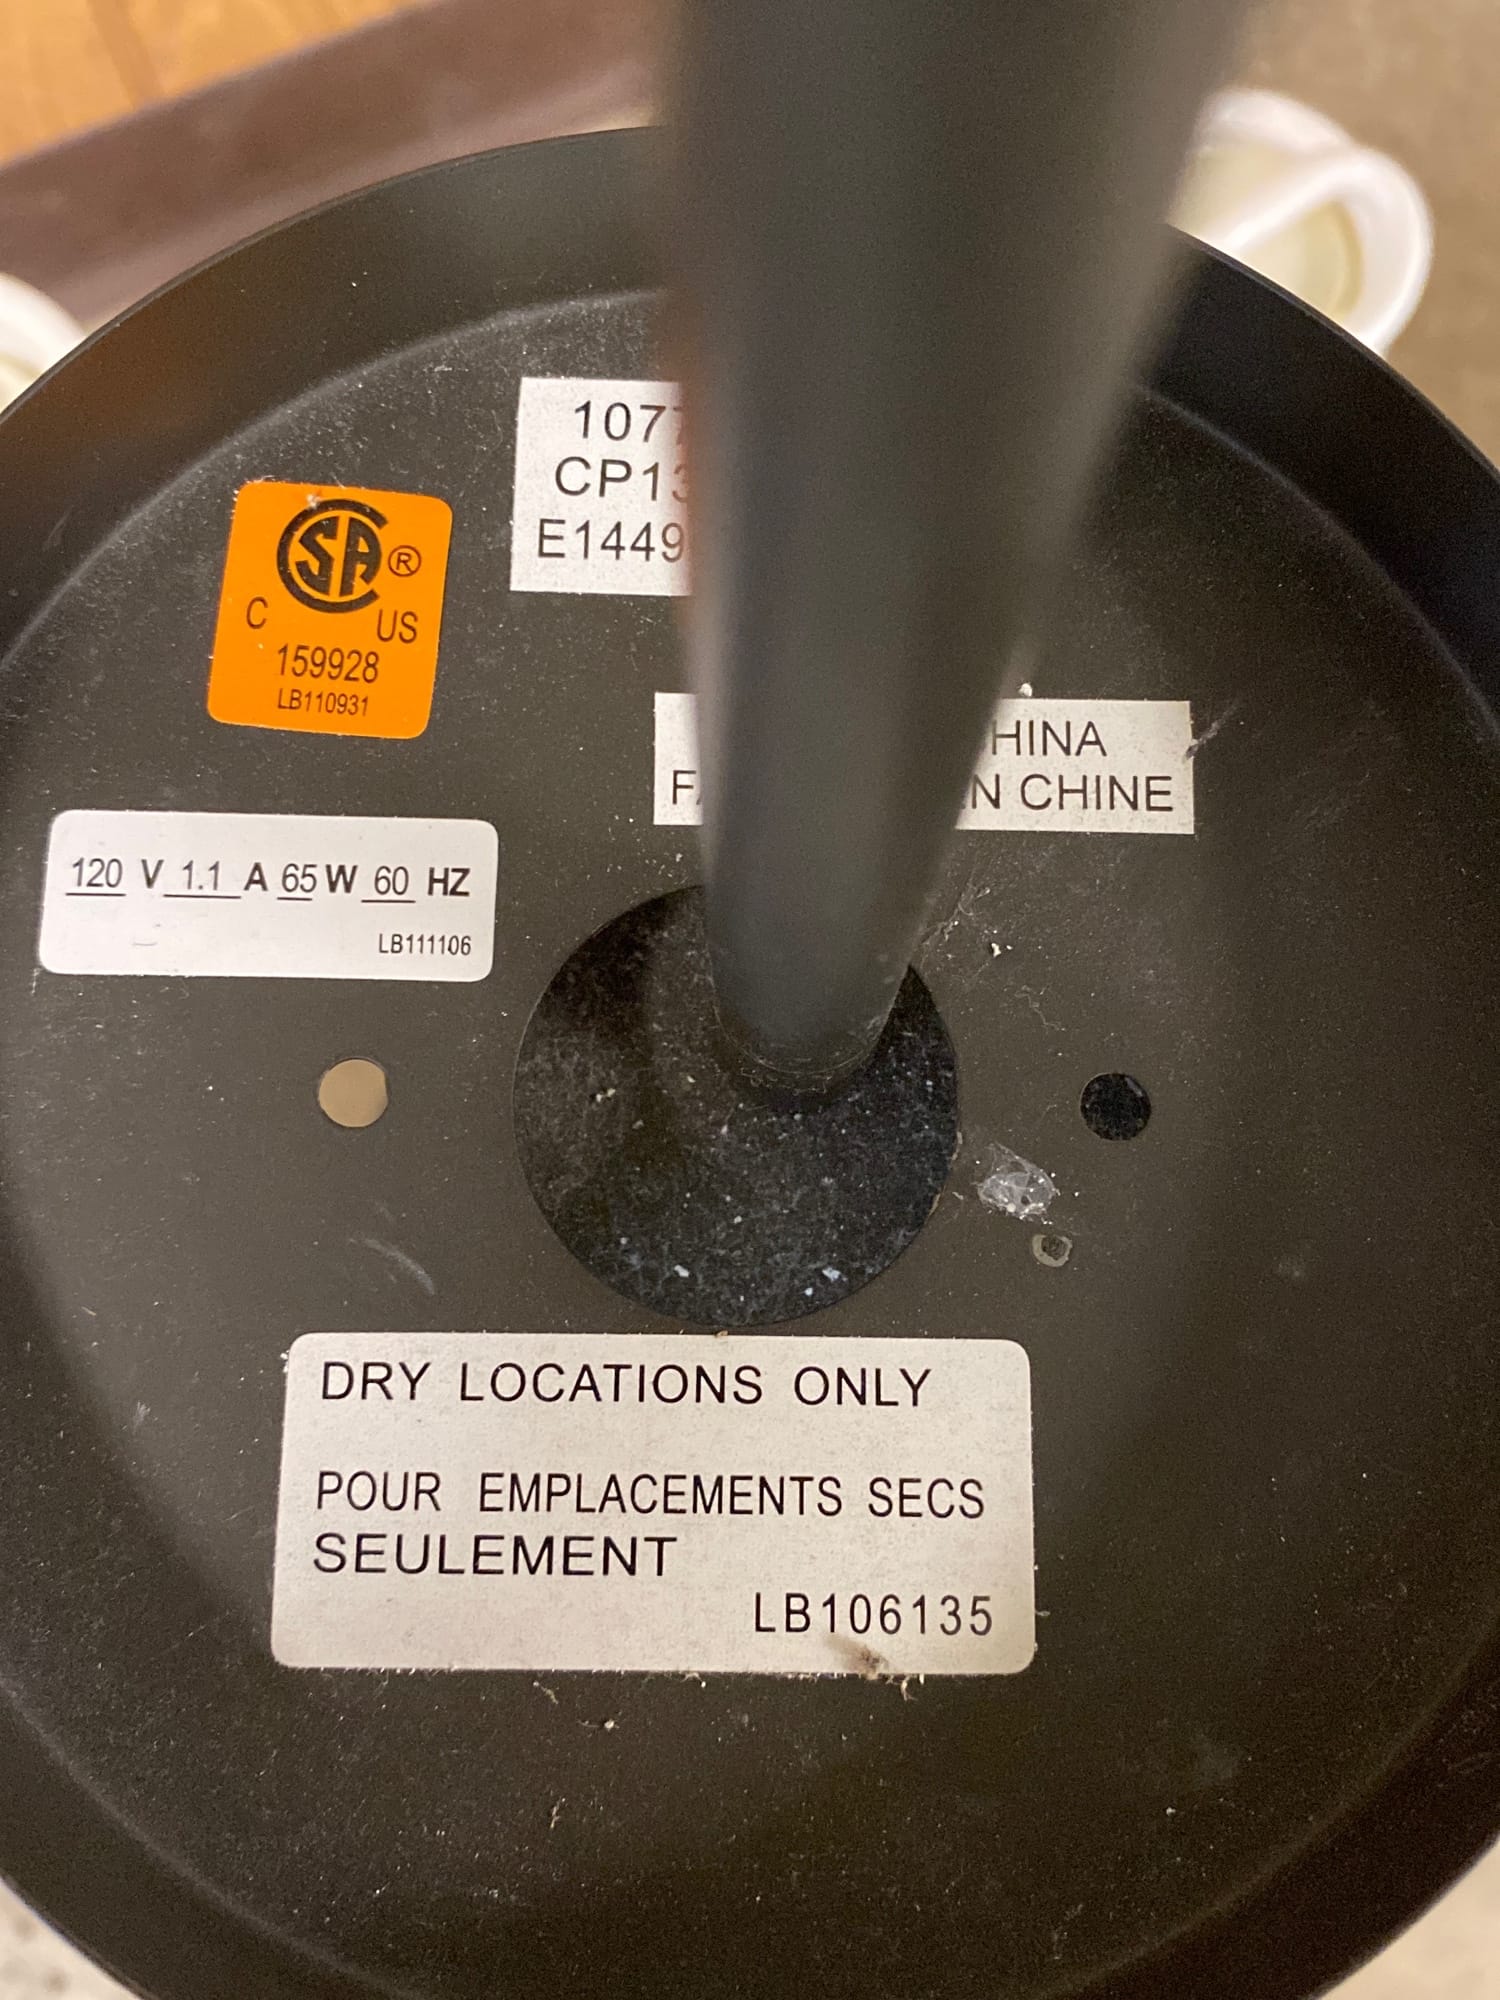 1077
CP13
E1449
CSA®
C US
159928
LB110931
HINA
N CHINE
120 V 1.1 A 65 W 60 HZ
LB111106
DRY LOCATIONS ONLY
POUR EMPLACEMENTS SECS
SEULEMENT
LB106135